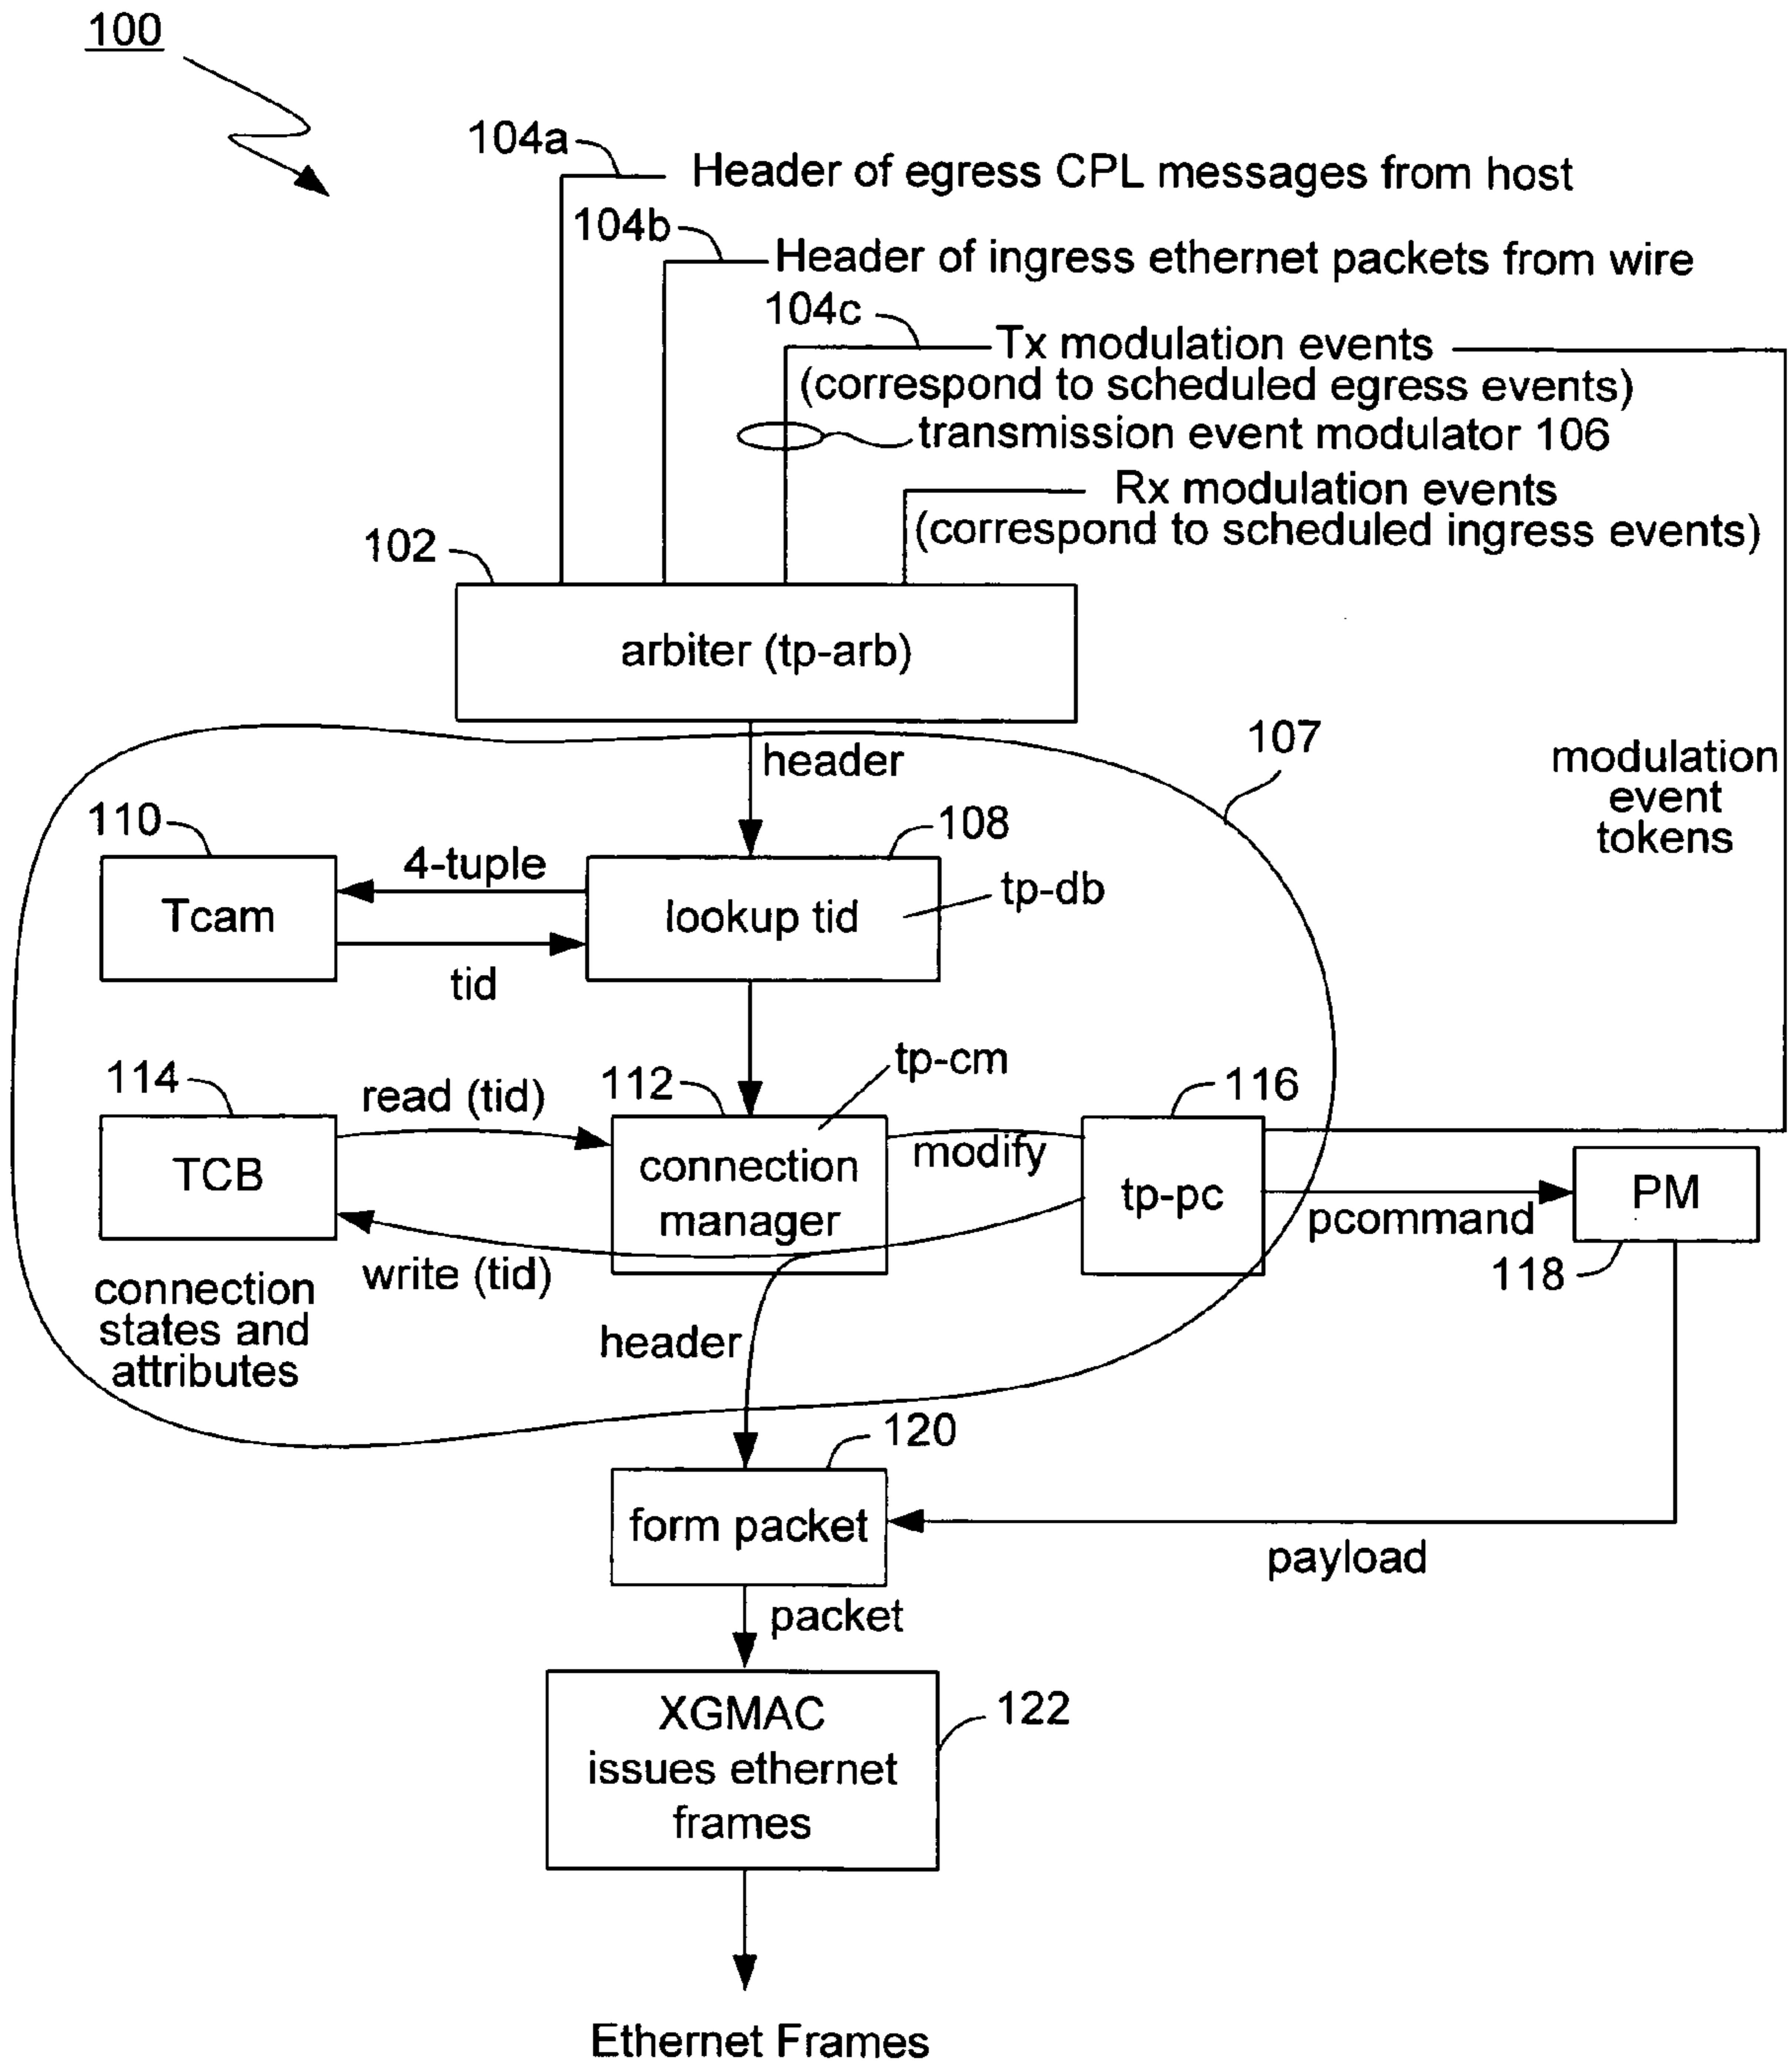 100
104a
Header of egress CPL messages from host
104b
Header of ingress ethernet packets from wire
104c
Tx modulation events
(correspond to scheduled egress events)
transmission event modulator 106
Rx modulation events
(correspond to scheduled ingress events)
102
arbiter (tp-arb)
header
107
modulation
event
tokens
110
108
4-tuple
tp-db
Tcam
lookup tid
tid
114
read (tid)
112
tp-cm
116
TCB
connection
manager
modify
tp-pc
pcommand
PM
118
write (tid)
connection
states and
attributes
header
120
form packet
payload
packet
XGMAC
issues ethernet
frames
122
Ethernet Frames